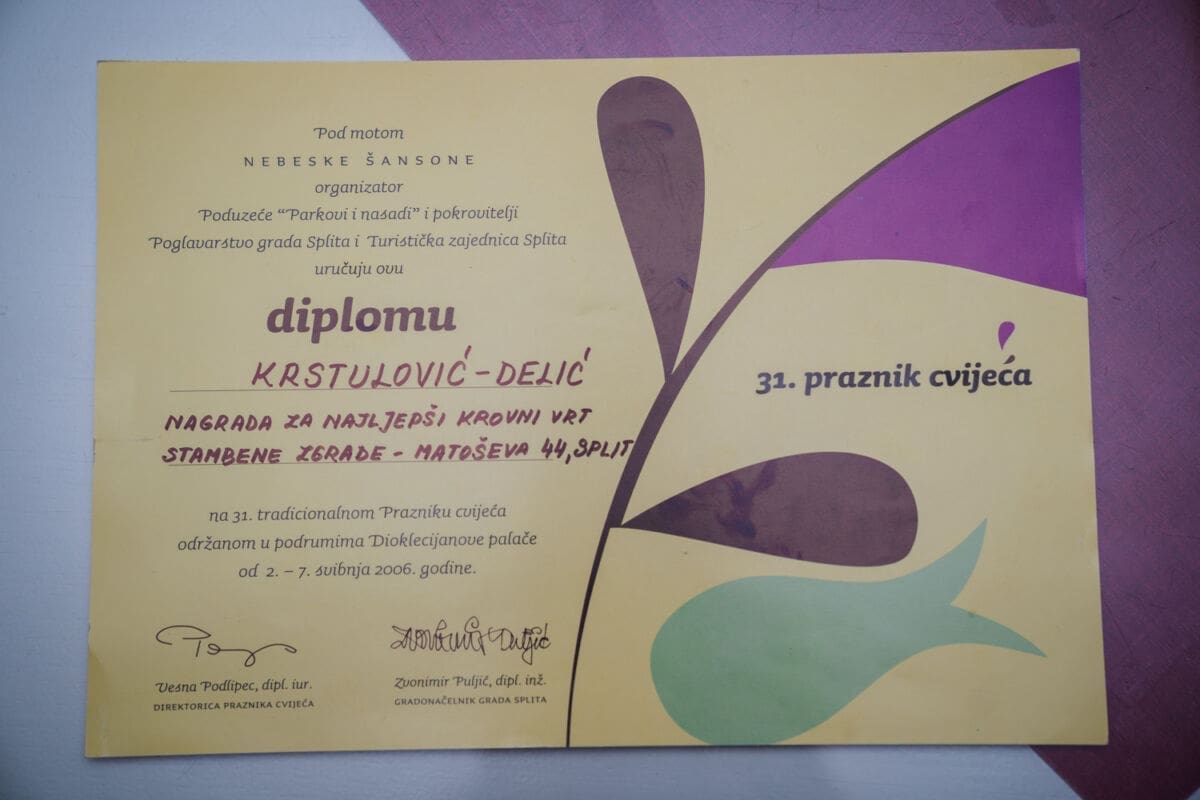 Pod motom
NEBESKE ŠANSONE
organizator
Poduzeće “Parkovi i nasadi” i pokrovitelji
Poglavarstvo grada Splita i Turistička zajednica Splita
uručuju ovu
diplomu
KRSTULOVIĆ - DELIĆ
NAGRADA ZA NAJLJEPŠI KROVNI VRT
STAMBENE ZGRADE - MATOŠEVA 44, SPLIT
na 31. tradicionalnom Prazniku cvijeća
održanom u podrumima Dioklecijanove palače
od 2. – 7. svibnja 2006. godine.
Vesna Podlipec, dipl. iur.
DIREKTORICA PRAZNIKA CVIJEĆA
Zvonimir Puljić
Zvonimir Puljić, dipl. inž.
GRADONAČELNIK GRADA SPLITA
31. praznik cvijeća